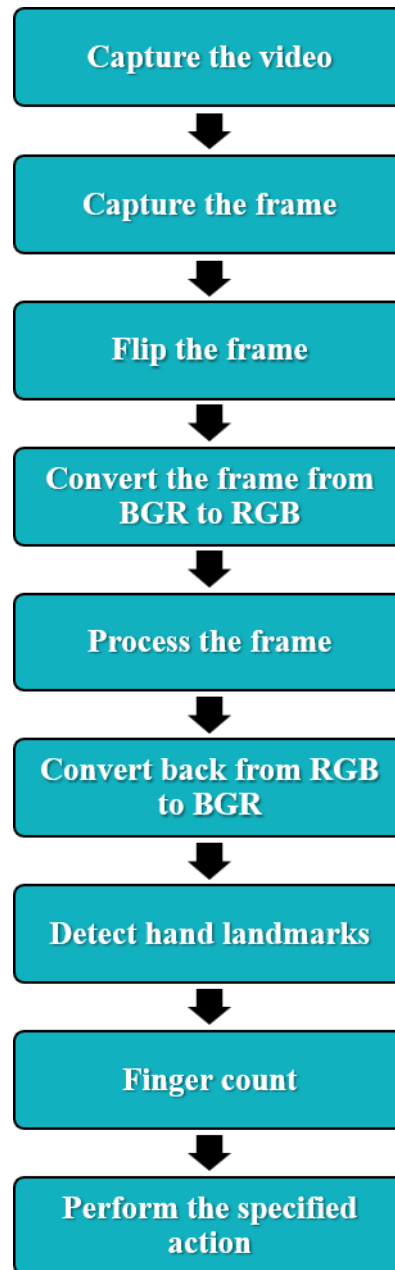 Capture the video
Capture the frame
Flip the frame
Convert the frame from
BGR to RGB
Process the frame
Convert back from RGB
to BGR
Detect hand landmarks
Finger count
Perform the specified
action